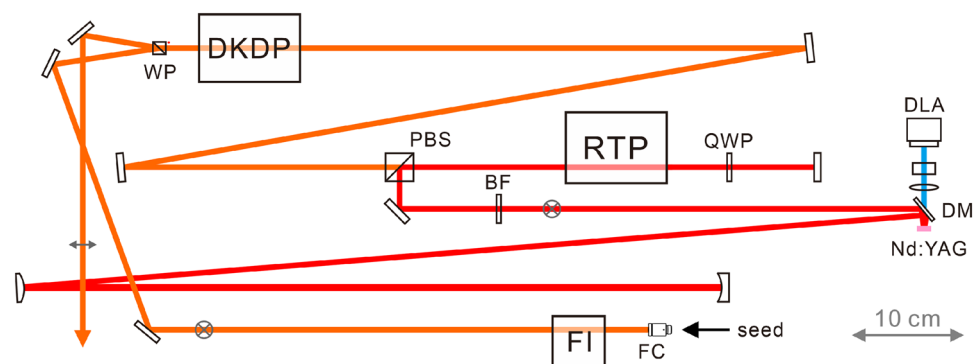 DKDP
WP
DLA
PBS
RTP
QWP
BF
DM
Nd:YAG
10 cm
FI
FC
seed